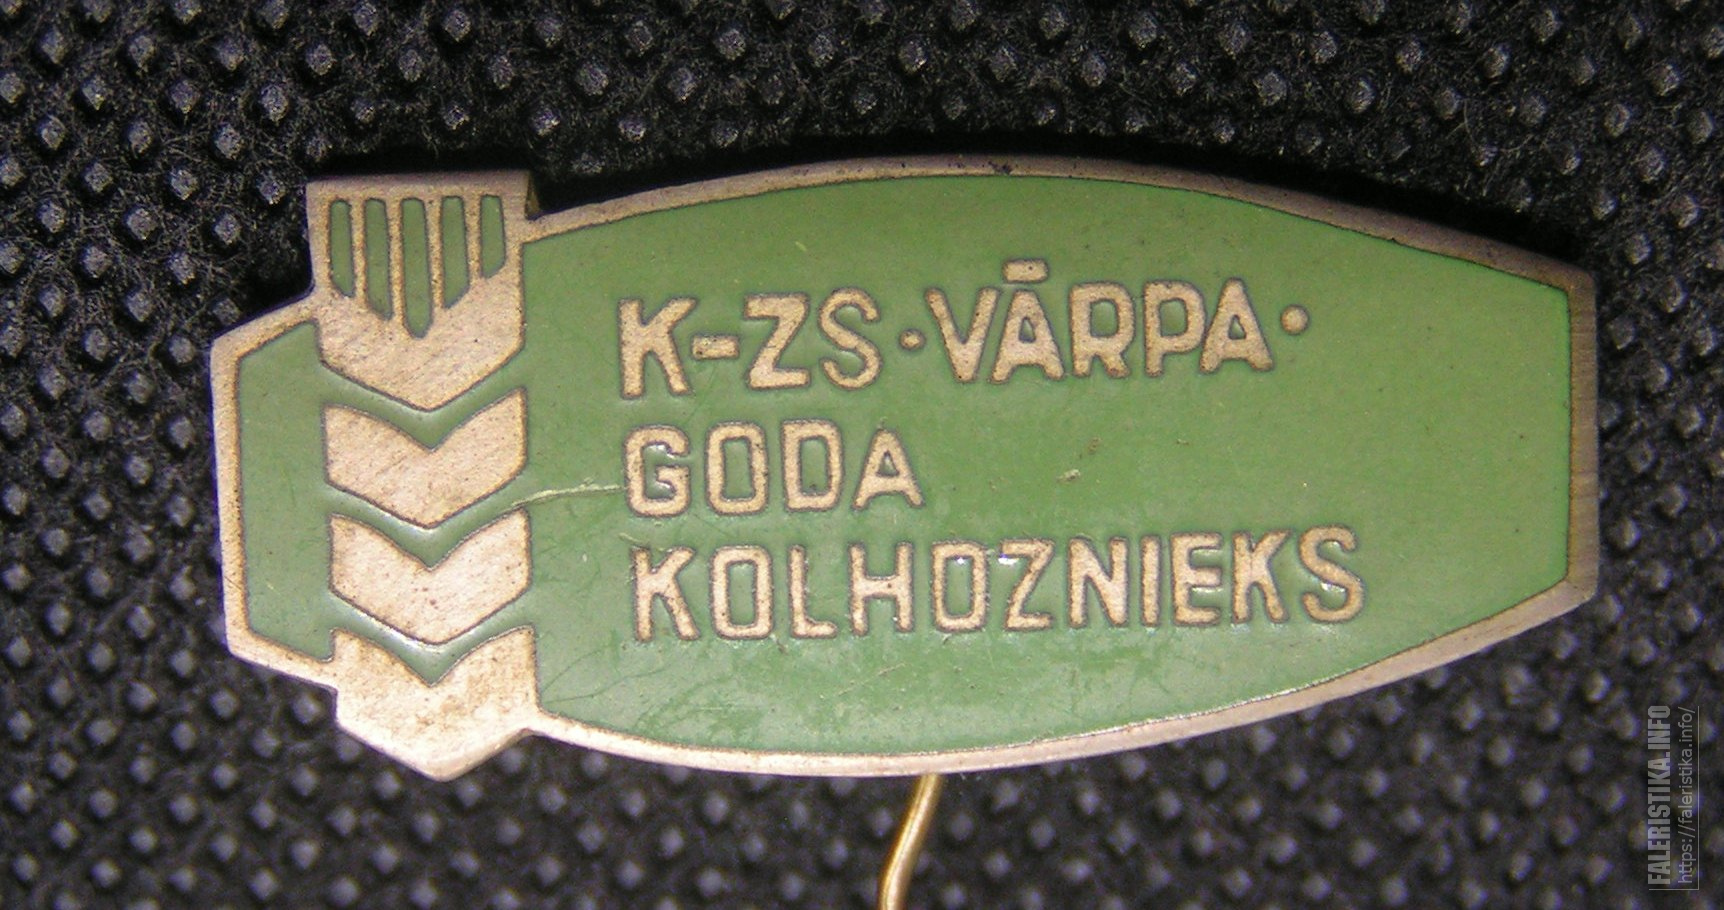 K-ZS·VĀRPA·
GODA
KOLHOZNIEKS
FALERISTIKA.INFO
https://faleristika.info/